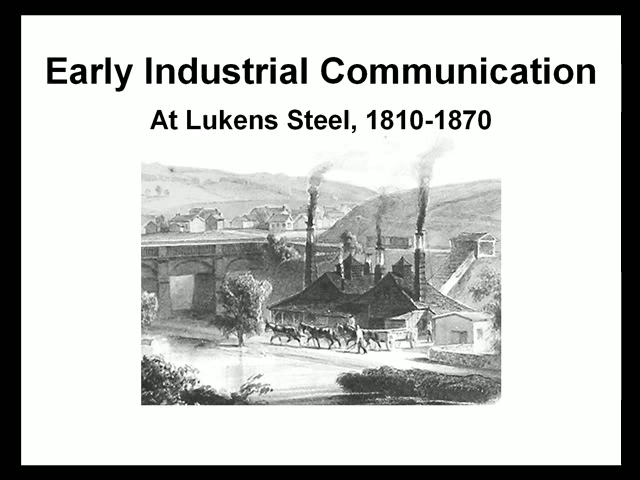 Early Industrial Communication
At Lukens Steel, 1810-1870